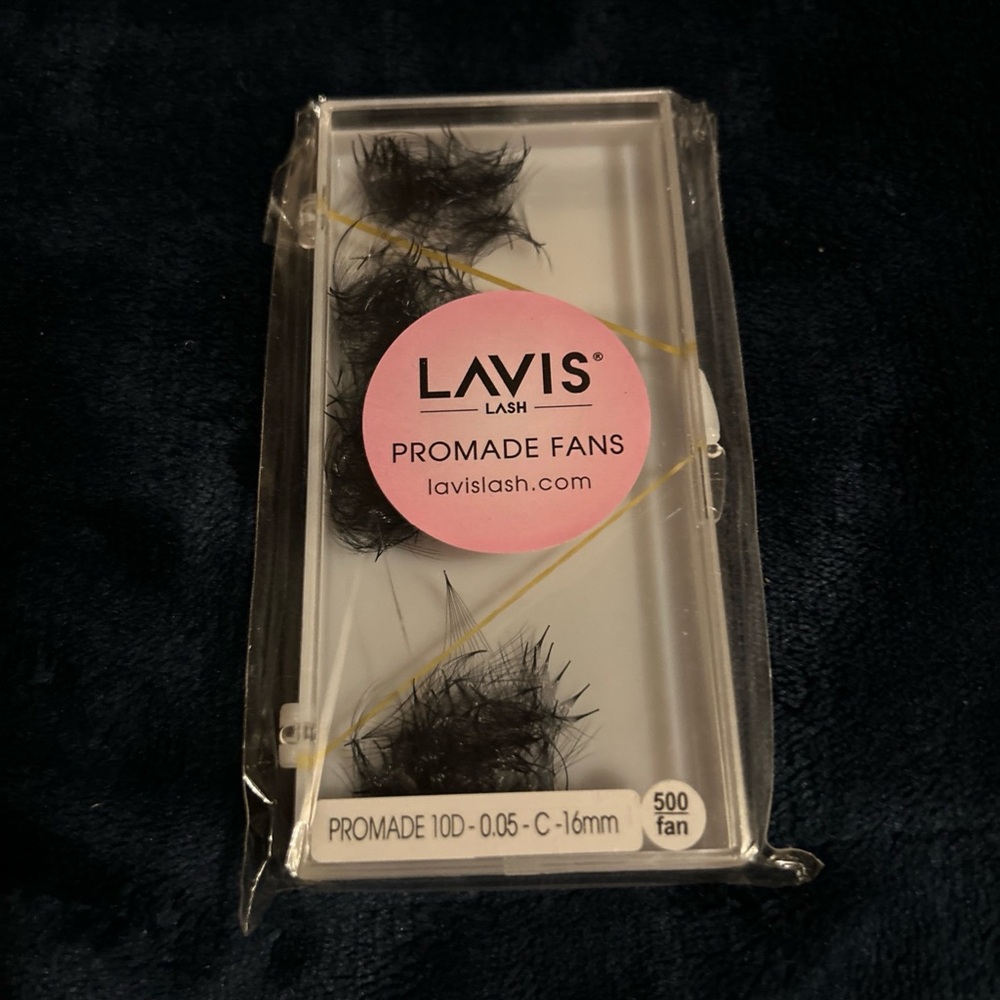 LAVIS®
LASH
PROMADE FANS
lavislash.com
PROMADE 10D - 0.05 - C -16mm
500
fan